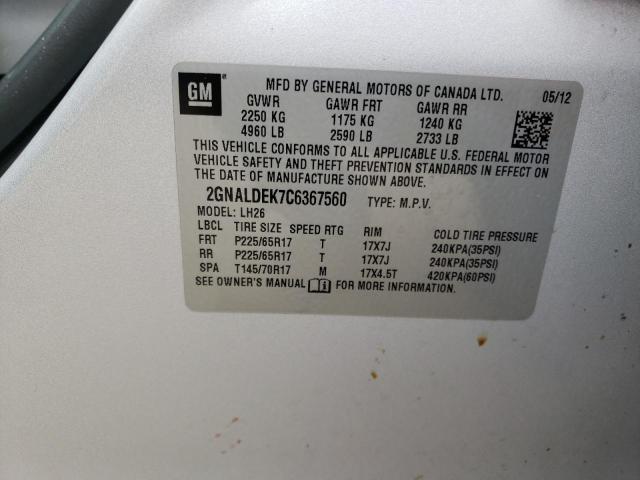 GM
MFD BY GENERAL MOTORS OF CANADA LTD. 05/12
GVWR GAWR FRT GAWR RR
2250 KG 1175 KG 1240 KG
4960 LB 2590 LB 2733 LB
THIS VEHICLE CONFORMS TO ALL APPLICABLE U.S. FEDERAL MOTOR
VEHICLE SAFETY AND THEFT PREVENTION STANDARDS IN EFFECT ON
THE DATE OF MANUFACTURE SHOWN ABOVE.
2GNALDEK7C6367560 TYPE: M.P.V.
MODEL: LH26
LBCL TIRE SIZE SPEED RTG RIM COLD TIRE PRESSURE
FRT P225/65R17 T 17X7J 240KPA(35PSI)
RR P225/65R17 T 17X7J 240KPA(35PSI)
SPA T145/70R17 M 17X4.5T 420KPA(60PSI)
SEE OWNER'S MANUAL FOR MORE INFORMATION.